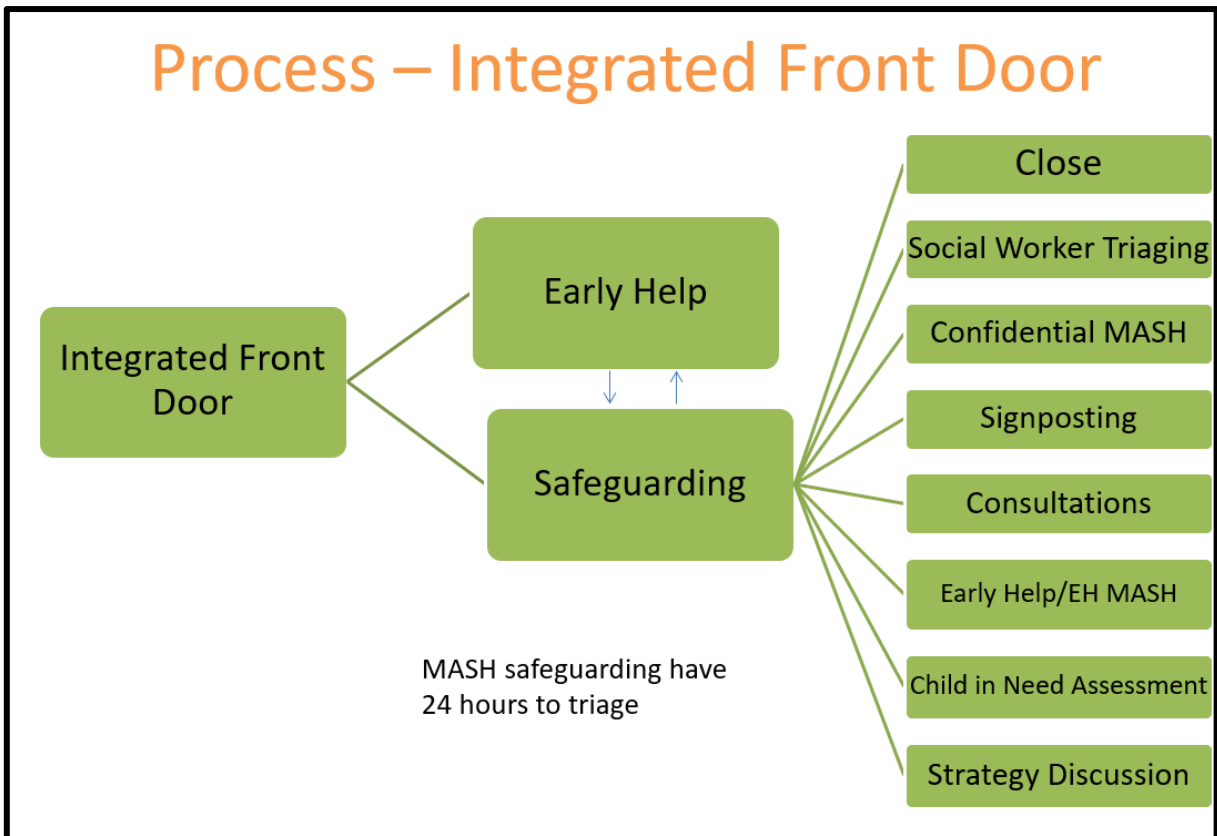 Process – Integrated Front Door
Integrated Front
Door
Early Help
Safeguarding
MASH safeguarding have
24 hours to triage
Close
Social Worker Triaging
Confidential MASH
Signposting
Consultations
Early Help/EH MASH
Child in Need Assessment
Strategy Discussion